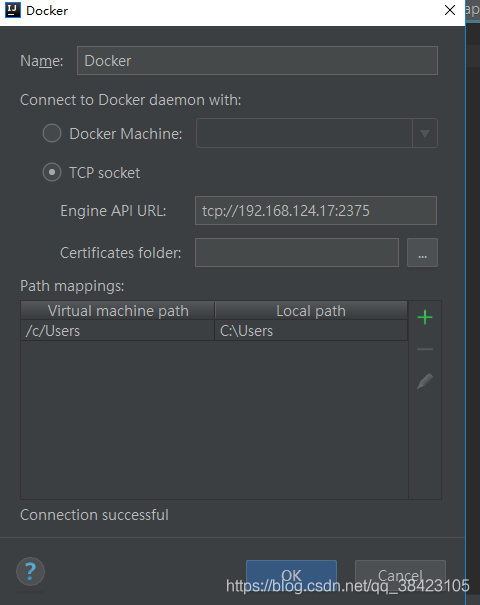 IJ Docker
ap
Name: Docker
Connect to Docker daemon with:
Docker Machine:
TCP socket
Engine API URL: tcp://192.168.124.17:2375
Certificates folder: ...
Path mappings:
Virtual machine path Local path
/c/Users C:\Users
Connection successful
? OK Cancel
https://blog.csdn.net/qq_38423105